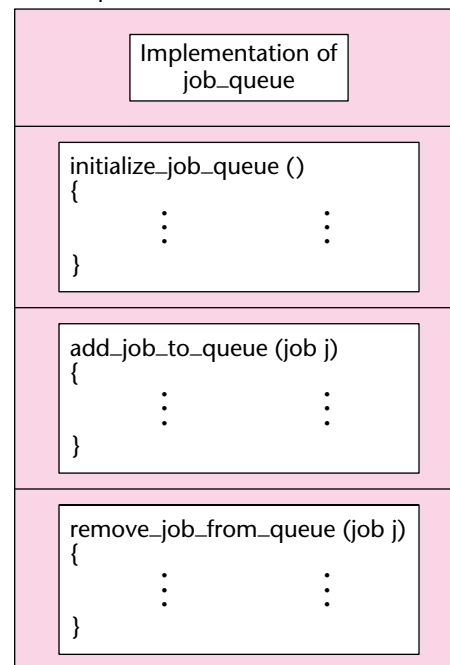 Implementation of
job_queue
initialize_job_queue ()
{
⋮ ⋮
}
add_job_to_queue (job j)
{
⋮ ⋮
}
remove_job_from_queue (job j)
{
⋮ ⋮
}